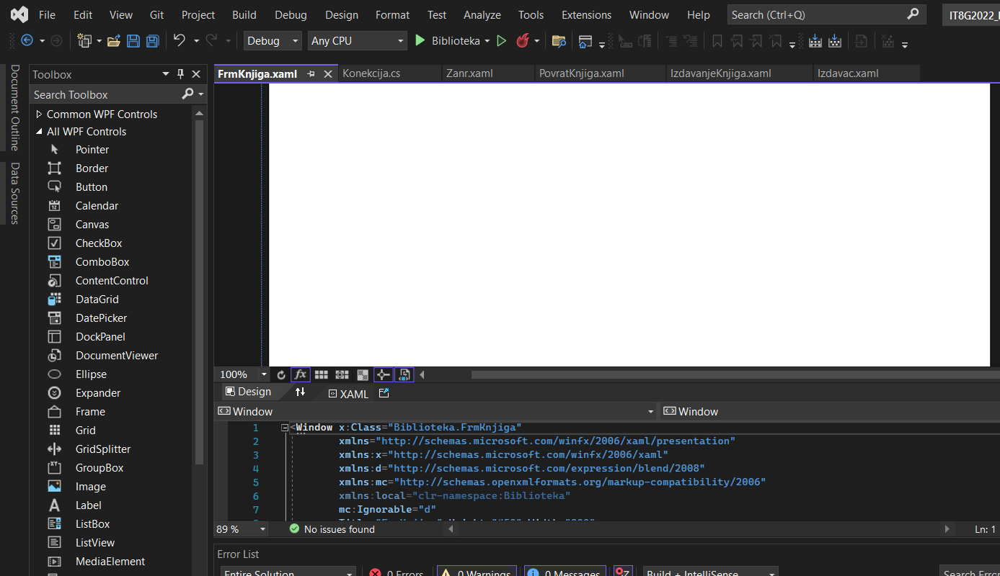 File Edit View Git Project Build Debug Design Format Test Analyze Tools Extensions Window Help Search (Ctrl+Q) IT8G2022_
Debug Any CPU Biblioteka
Document Outline
Data Sources
Toolbox
Search Toolbox
Common WPF Controls
All WPF Controls
Pointer
Border
Button
Calendar
Canvas
CheckBox
ComboBox
ContentControl
DataGrid
DatePicker
DockPanel
DocumentViewer
Ellipse
Expander
Frame
Grid
GridSplitter
GroupBox
Image
Label
ListBox
ListView
MediaElement
FrmKnjiga.xaml Konekcija.cs Zanr.xaml PovratKnjiga.xaml IzdavanjeKnjiga.xaml Izdavac.xaml
100%
Design XAML
Window Window
1 <Window x:Class="Biblioteka.FrmKnjiga"
2 xmlns="http://schemas.microsoft.com/winfx/2006/xaml/presentation"
3 xmlns:x="http://schemas.microsoft.com/winfx/2006/xaml"
4 xmlns:d="http://schemas.microsoft.com/expression/blend/2008"
5 xmlns:mc="http://schemas.openxmlformats.org/markup-compatibility/2006"
6 xmlns:local="clr-namespace:Biblioteka"
7 mc:Ignorable="d"
89 % No issues found Ln: 1
Error List
Entire Solution 0 Errors 0 Warnings 0 Messages Build + IntelliSense Search Error